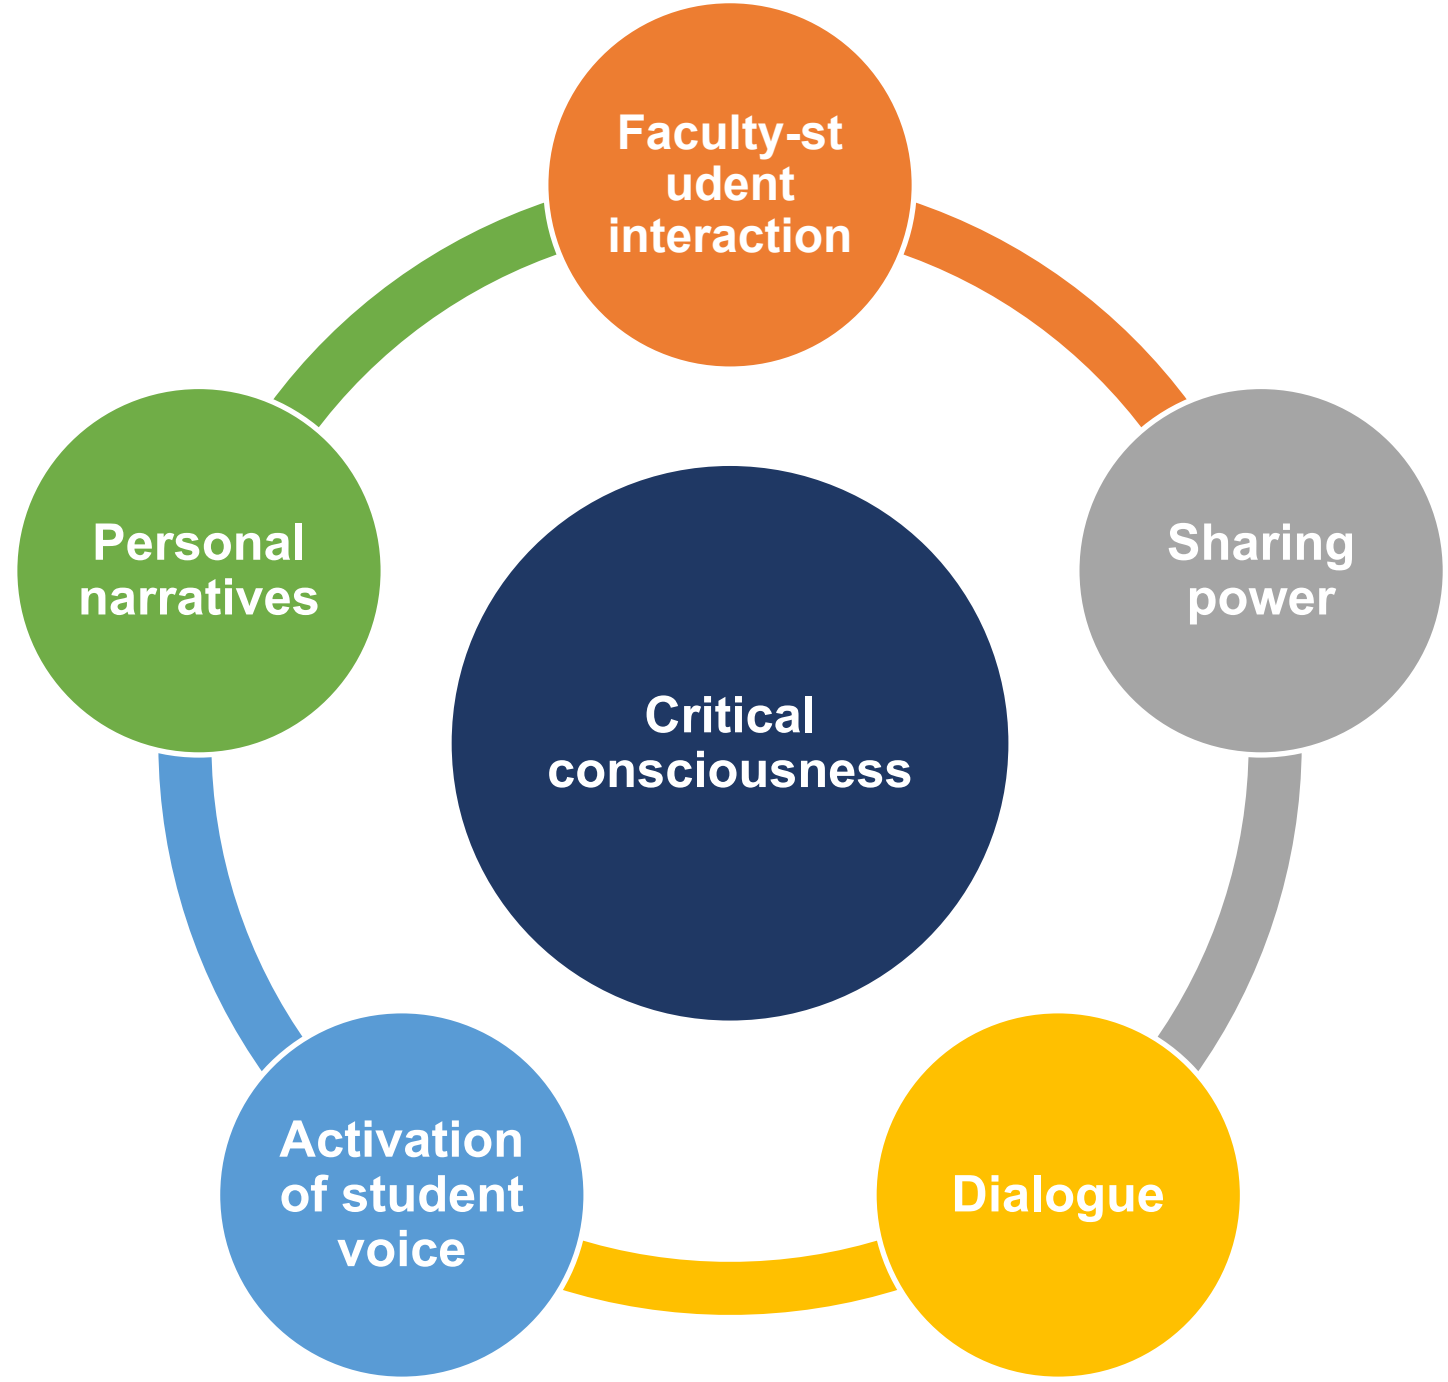 Faculty-st
udent
interaction
Personal
narratives
Sharing
power
Critical
consciousness
Activation
of student
voice
Dialogue